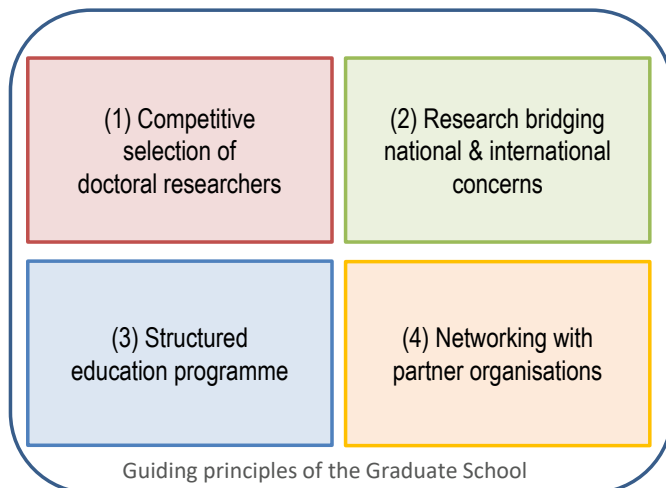 (1) Competitive
selection of
doctoral researchers
(2) Research bridging
national & international
concerns
(3) Structured
education programme
(4) Networking with
partner organisations
Guiding principles of the Graduate School